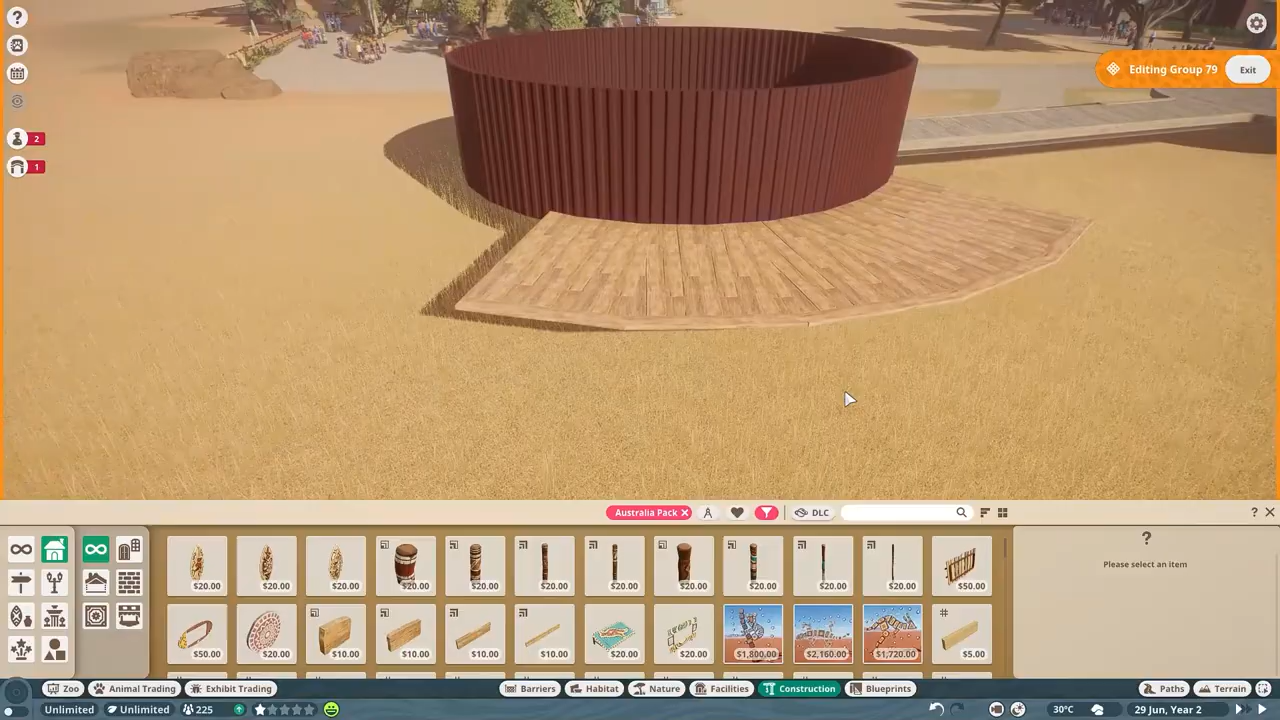 ?
Editing Group 79
Exit
2
1
Australia Pack
DLC
?
$20.00 $20.00 $20.00 $20.00 $20.00 $20.00 $20.00 $20.00 $20.00 $20.00 $20.00 $50.00
?
Please select an item
$50.00 $20.00 $10.00 $10.00 $10.00 $10.00 $20.00 $20.00 $1,800.00 $2,160.00 $1,720.00 $5.00
Zoo
Animal Trading
Exhibit Trading
Barriers
Habitat
Nature
Facilities
Construction
Blueprints
Paths
Terrain
Unlimited
Unlimited
225
30°C
29 Jun, Year 2